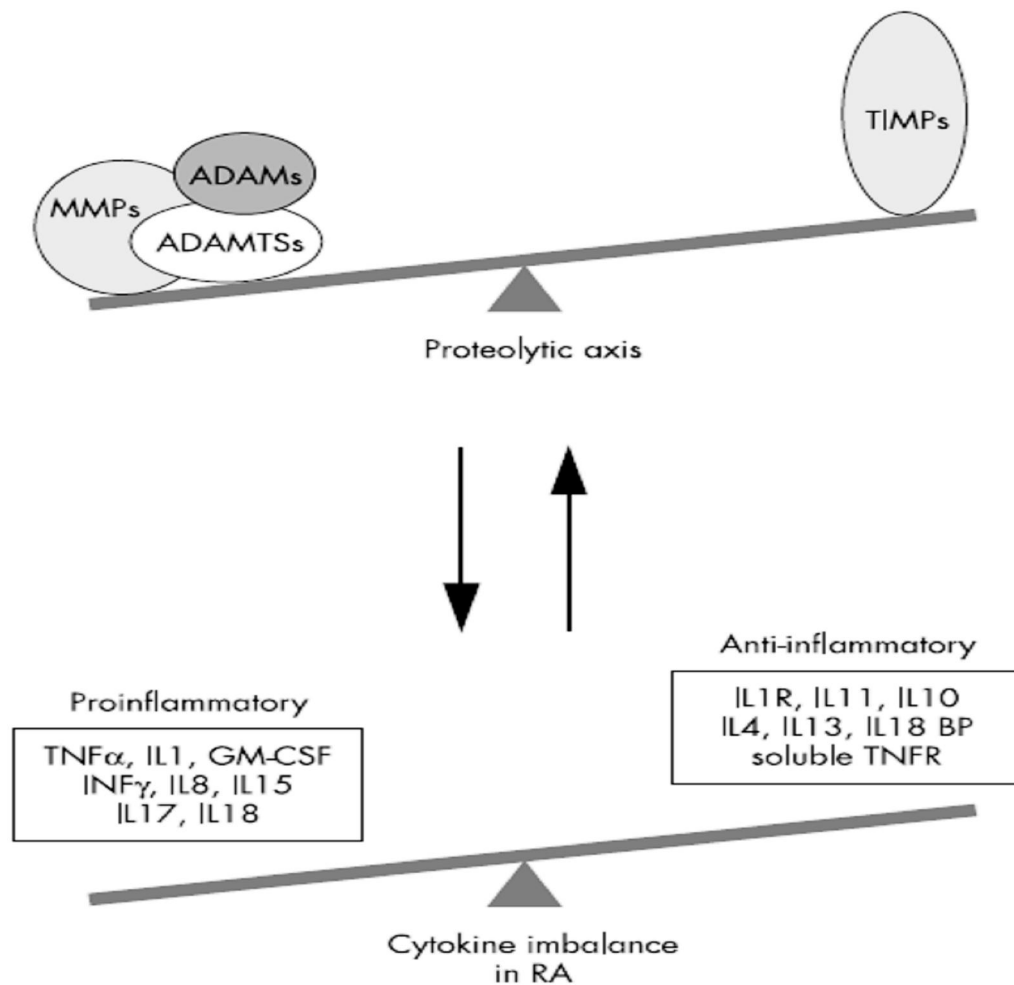 TIMPs
ADAMs
MMPs
ADAMTSs
Proteolytic axis
Anti-inflammatory
IL1R, IL11, IL10
IL4, IL13, IL18 BP
soluble TNFR
Proinflammatory
TNFα, IL1, GM-CSF
INFγ, IL8, IL15
IL17, IL18
Cytokine imbalance
in RA